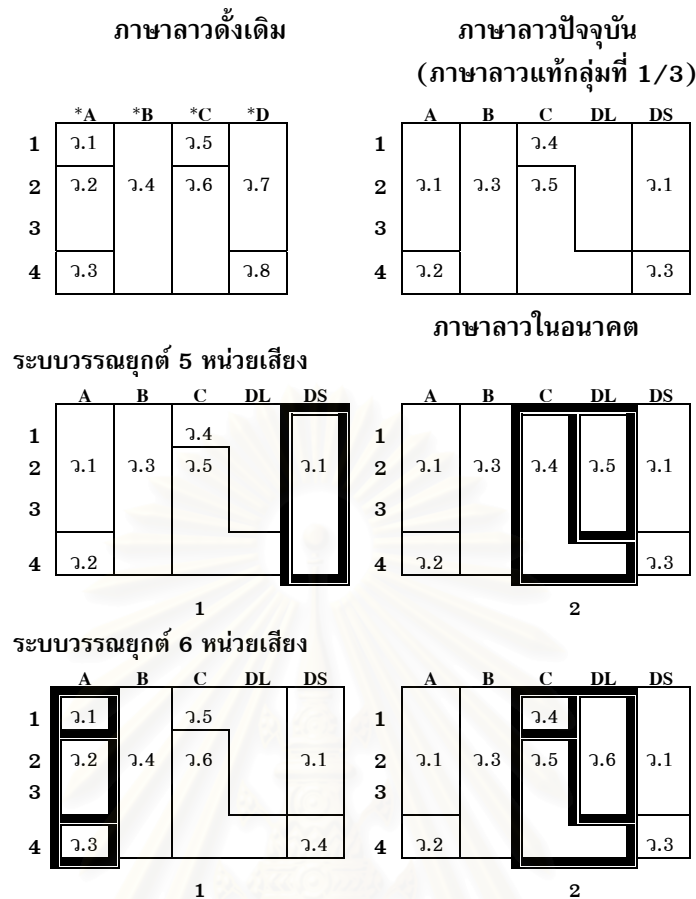 ภาษาลาวดั้งเดิม ภาษาลาวปัจจุบัน
(ภาษาลาวแท้กลุ่มที่ 1/3)
*A *B *C *D A B C DL DS
1 ว.1 ว.5 1 ว.4
2 ว.2 ว.4 ว.6 ว.7 2 ว.1 ว.3 ว.5 ว.1
3 3
4 ว.3 ว.8 4 ว.2 ว.3
ภาษาลาวในอนาคต
ระบบวรรณยุกต์ 5 หน่วยเสียง
A B C DL DS A B C DL DS
1 ว.4 1
2 ว.1 ว.3 ว.5 ว.1 2 ว.1 ว.3 ว.4 ว.5 ว.1
3 3
4 ว.2 4 ว.2 ว.3
1 2
ระบบวรรณยุกต์ 6 หน่วยเสียง
A B C DL DS A B C DL DS
1 ว.1 ว.5 1 ว.4
2 ว.2 ว.4 ว.6 ว.1 2 ว.1 ว.3 ว.5 ว.6 ว.1
3 3
4 ว.3 ว.4 4 ว.2 ว.3
1 2